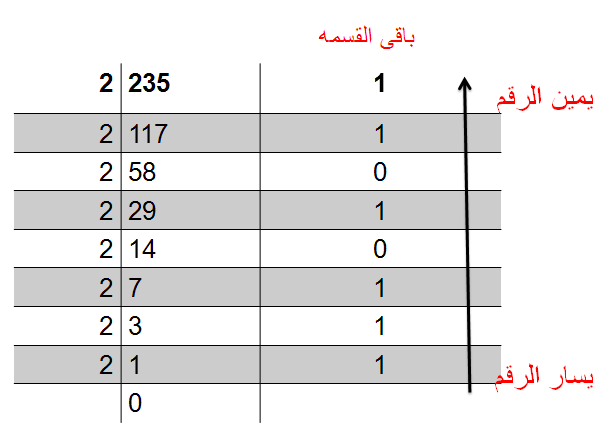 باقى القسمه
2 235 1
يمين الرقم
2 117 1
2 58 0
2 29 1
2 14 0
2 7 1
2 3 1
2 1 1
يسار الرقم
0